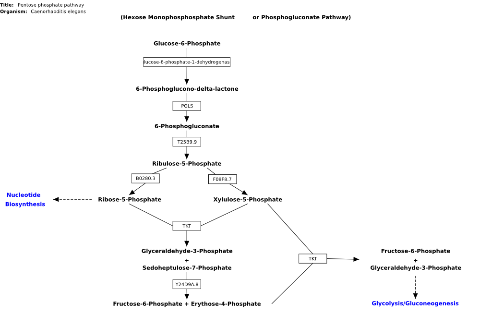 Title: Pentose phosphate pathway
Organism: Caenorhabditis elegans
(Hexose Monophosphosphate Shunt or Phosphogluconate Pathway)
Glucose-6-Phosphate
lucose-6-phosphate-1-dehydrogenas
6-Phosphoglucono-delta-lactone
PGLS
6-Phosphogluconate
T25B9.9
Ribulose-5-Phosphate
B0280.3
F08F8.7
Nucleotide
Biosynthesis
Ribose-5-Phosphate
Xylulose-5-Phosphate
TKT
Glyceraldehyde-3-Phosphate
+
Sedoheptulose-7-Phosphate
Y24D9A.8
Fructose-6-Phosphate + Erythose-4-Phosphate
TKT
Fructose-6-Phosphate
+
Glyceraldehyde-3-Phosphate
Glycolysis/Gluconeogenesis